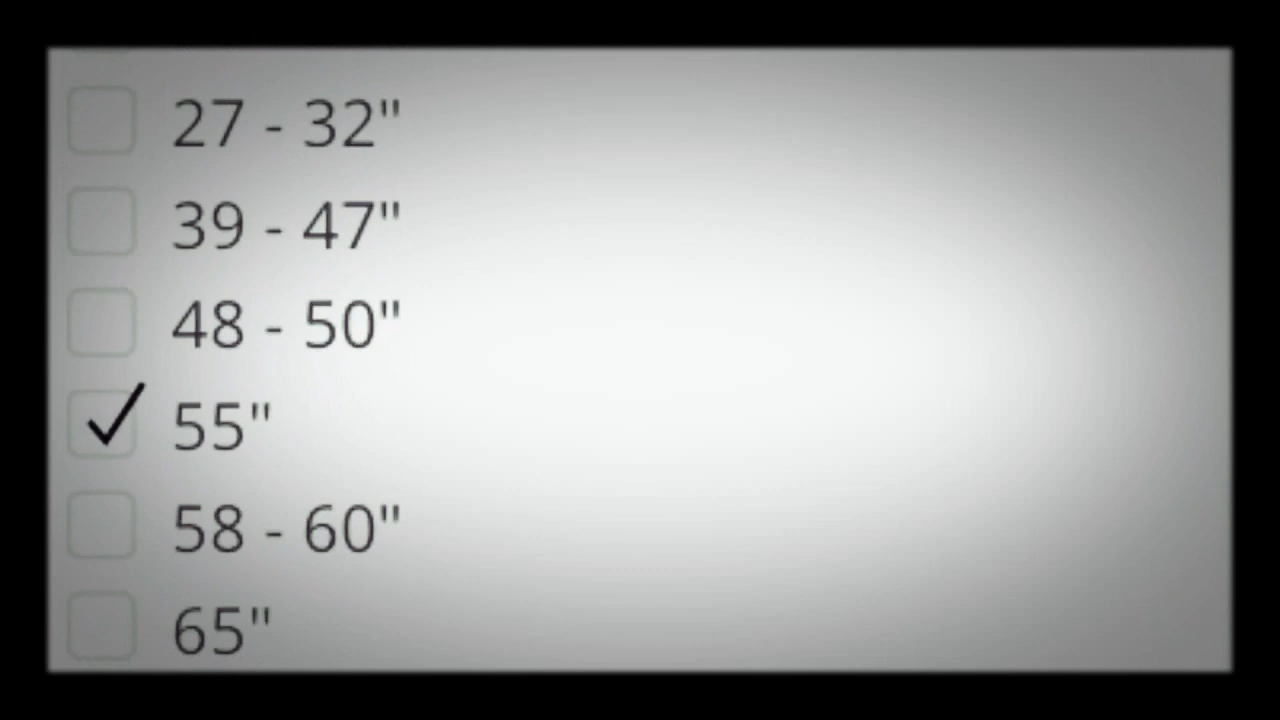 27 - 32"
39 - 47"
48 - 50"
55"
58 - 60"
65"